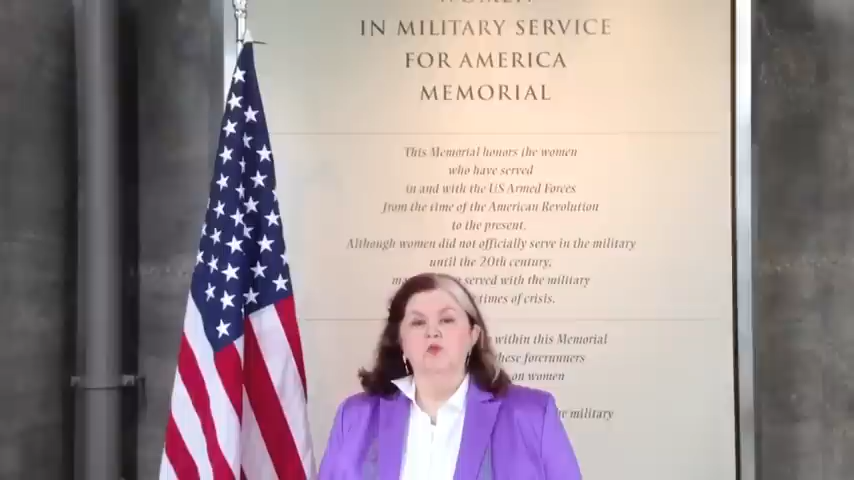 WOMEN
IN MILITARY SERVICE
FOR AMERICA
MEMORIAL
This Memorial honors the women
who have served
in and with the US Armed Forces
from the time of the American Revolution
to the present.
Although women did not officially serve in the military
until the 20th century,
served with the military
times of crisis.
within this Memorial
these forerunners
on women
the military